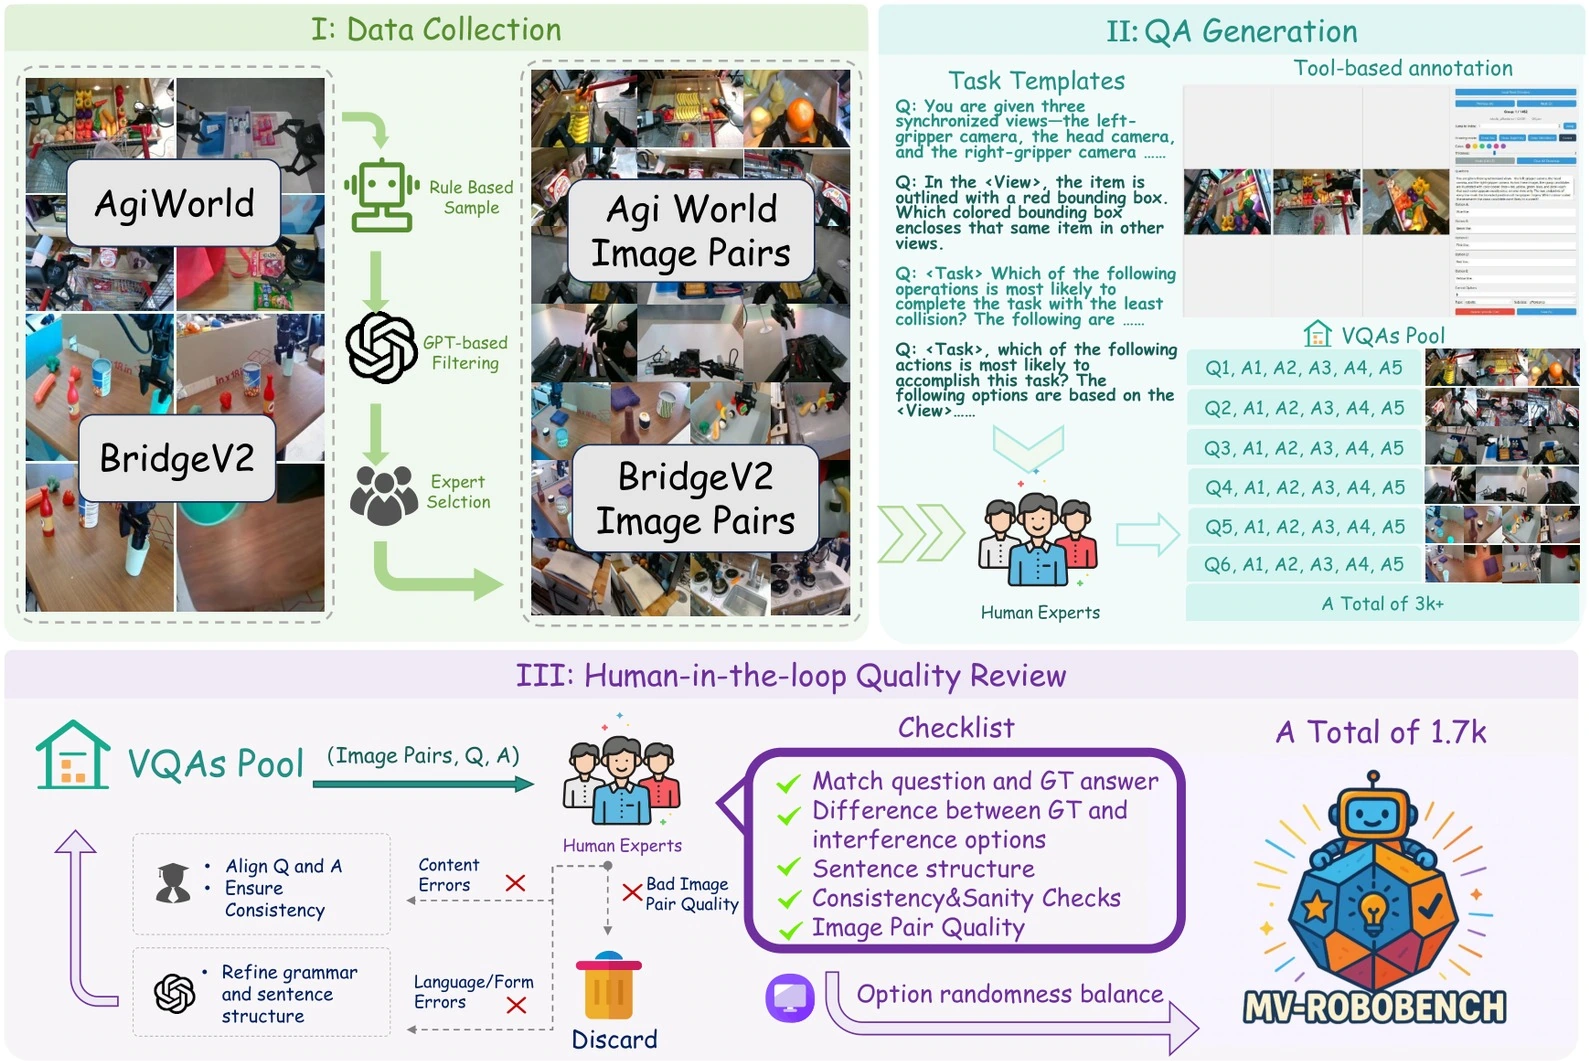 I: Data Collection
AgiWorld
BridgeV2
Rule Based
Sample
GPT-based
Filtering
Expert
Selction
Agi World
Image Pairs
BridgeV2
Image Pairs
II: QA Generation
Task Templates
Q: You are given three
synchronized views—the left-
gripper camera, the head camera,
and the right-gripper camera ……
Q: In the <View>, the item is
outlined with a red bounding box.
Which colored bounding box
encloses that same item in other
views.
Q: <Task> Which of the following
operations is most likely to
complete the task with the least
collision? The following are ……
Q: <Task>, which of the following
actions is most likely to
accomplish this task? The
following options are based on the
<View>……
Human Experts
Tool-based annotation
VQAs Pool
Q1, A1, A2, A3, A4, A5
Q2, A1, A2, A3, A4, A5
Q3, A1, A2, A3, A4, A5
Q4, A1, A2, A3, A4, A5
Q5, A1, A2, A3, A4, A5
Q6, A1, A2, A3, A4, A5
A Total of 3k+
III: Human-in-the-loop Quality Review
VQAs Pool
(Image Pairs, Q, A)
Human Experts
• Align Q and A
• Ensure
Consistency
Content
Errors
Bad Image
Pair Quality
• Refine grammar
and sentence
structure
Language/Form
Errors
Discard
Checklist
Match question and GT answer
Difference between GT and
interference options
Sentence structure
Consistency&Sanity Checks
Image Pair Quality
Option randomness balance
A Total of 1.7k
MV-ROBOBENCH